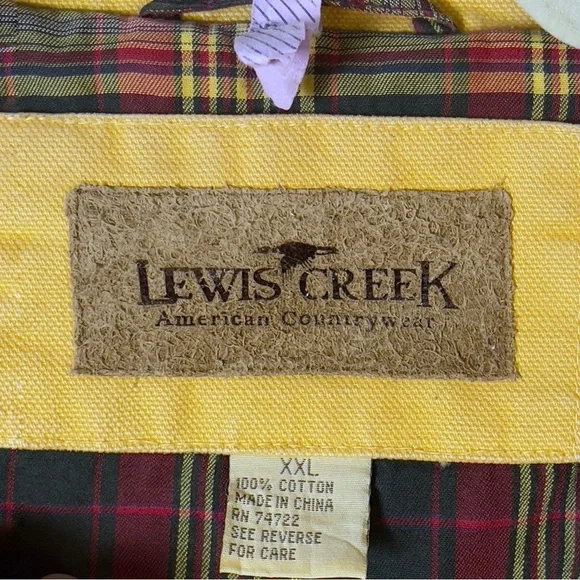 LEWIS CREEK
American Countrywear
XXL
100% COTTON
MADE IN CHINA
RN 74722
SEE REVERSE
FOR CARE